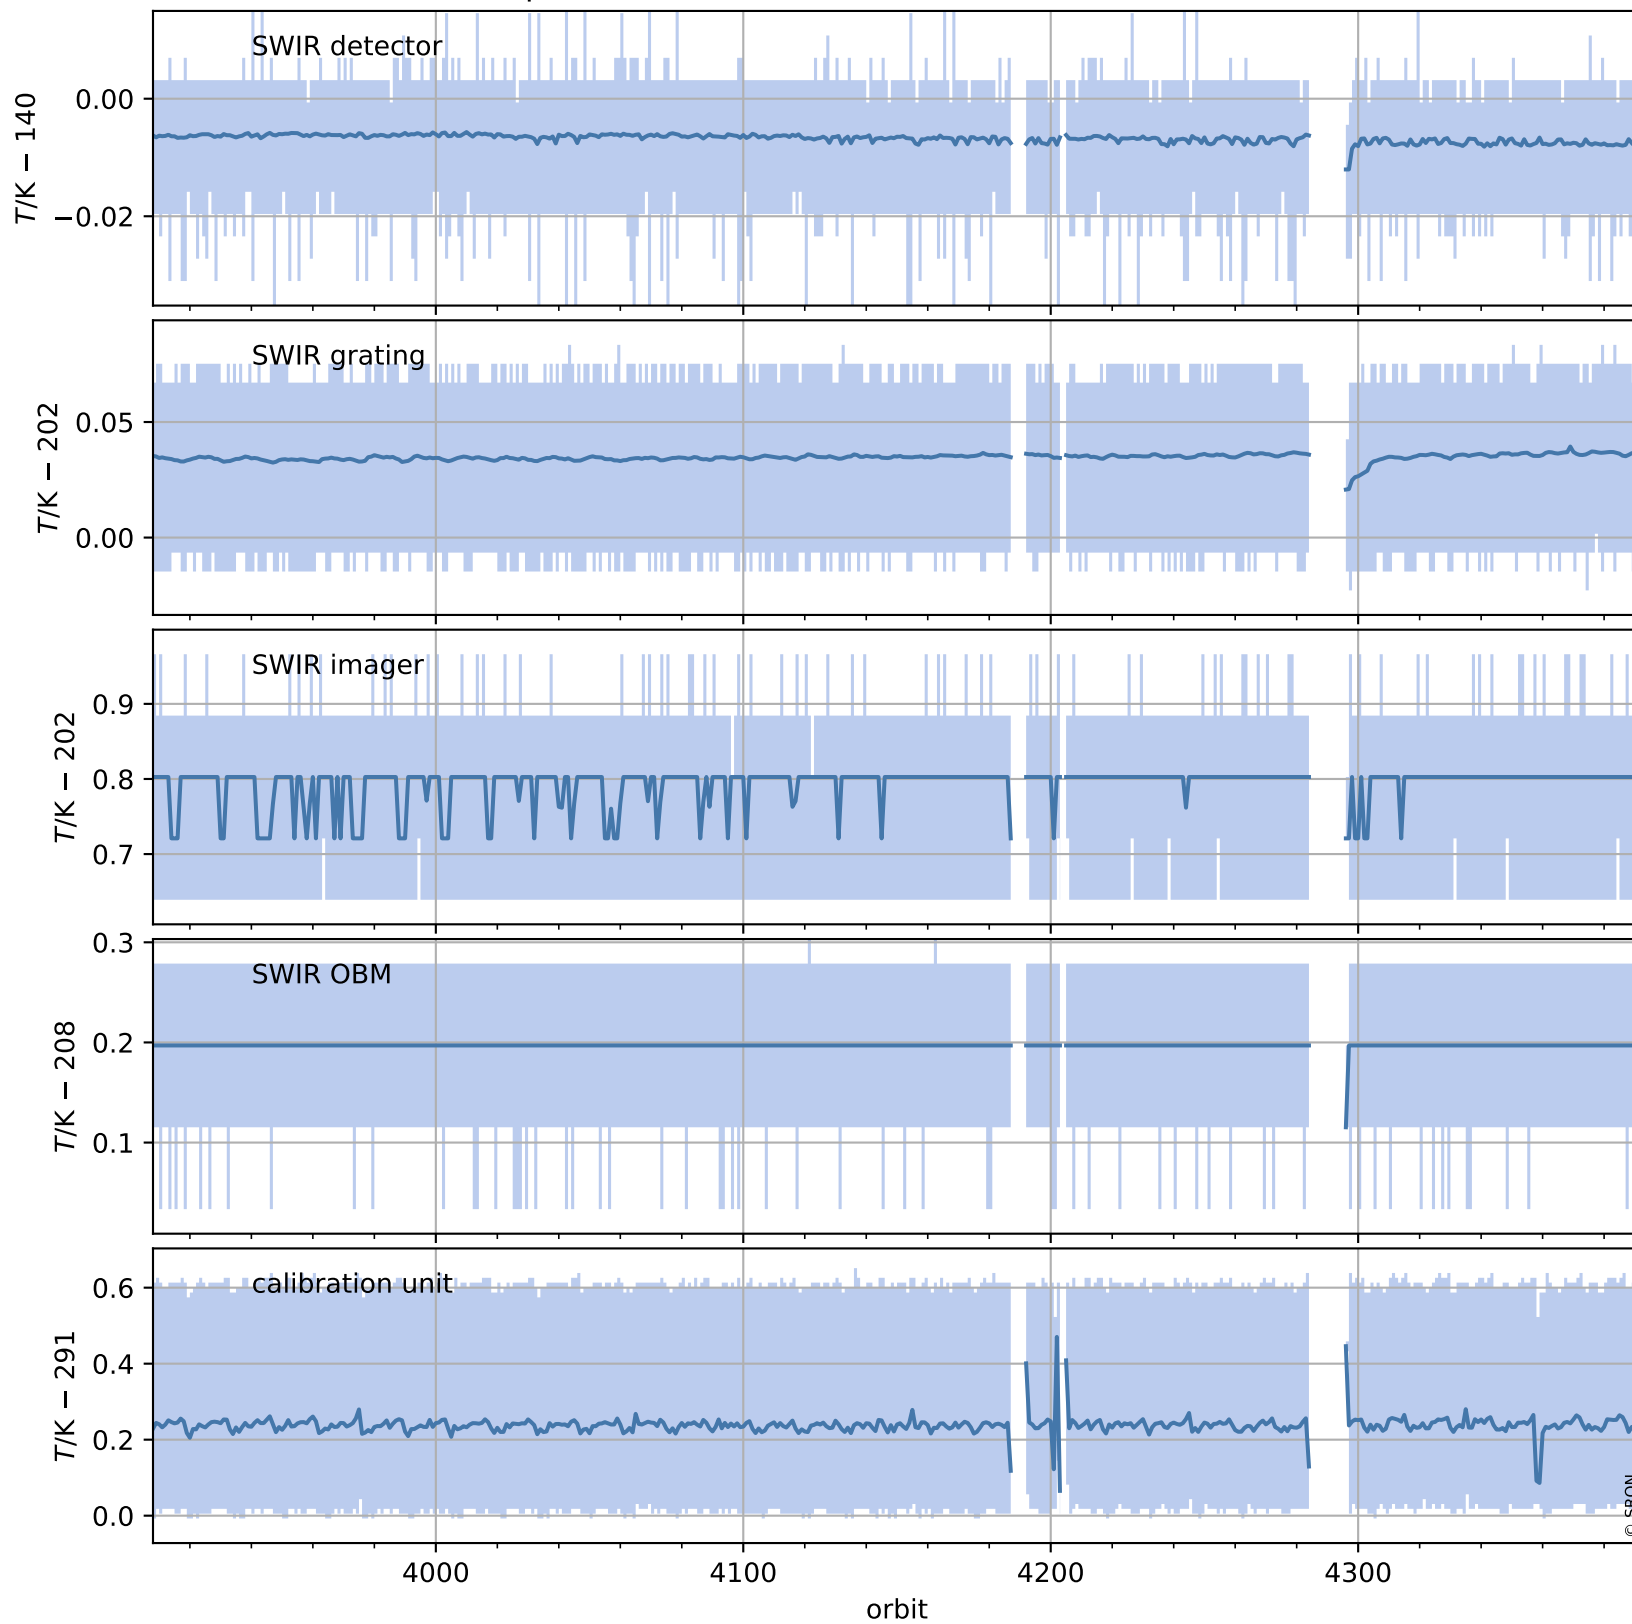 SWIR detector
0.00
−0.02
T/K − 140
SWIR grating
0.05
0.00
T/K − 202
SWIR imager
0.9
0.8
0.7
T/K − 202
SWIR OBM
0.3
0.2
0.1
T/K − 208
calibration unit
0.6
0.4
0.2
0.0
T/K − 291
4000 4100 4200 4300
orbit
© SRON